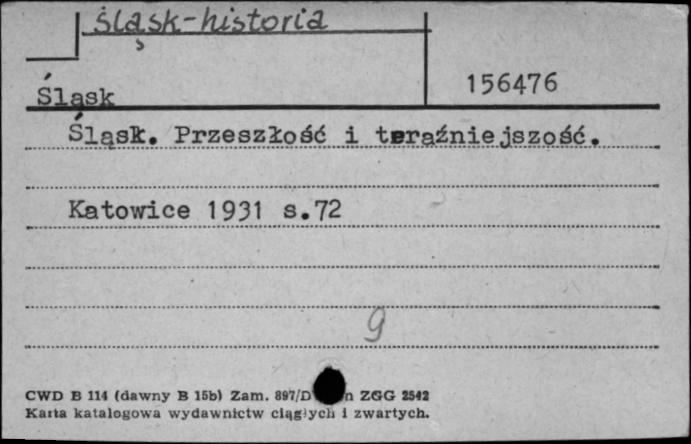 śląsk-historia
Śląsk
156476
Śląsk. Przeszłość i teraźniejszość.
Katowice 1931 s.72
9
CWD B 114 (dawny B 15b) Zam. 897/D n ZGG 2542
Karta katalogowa wydawnictw ciągłych i zwartych.